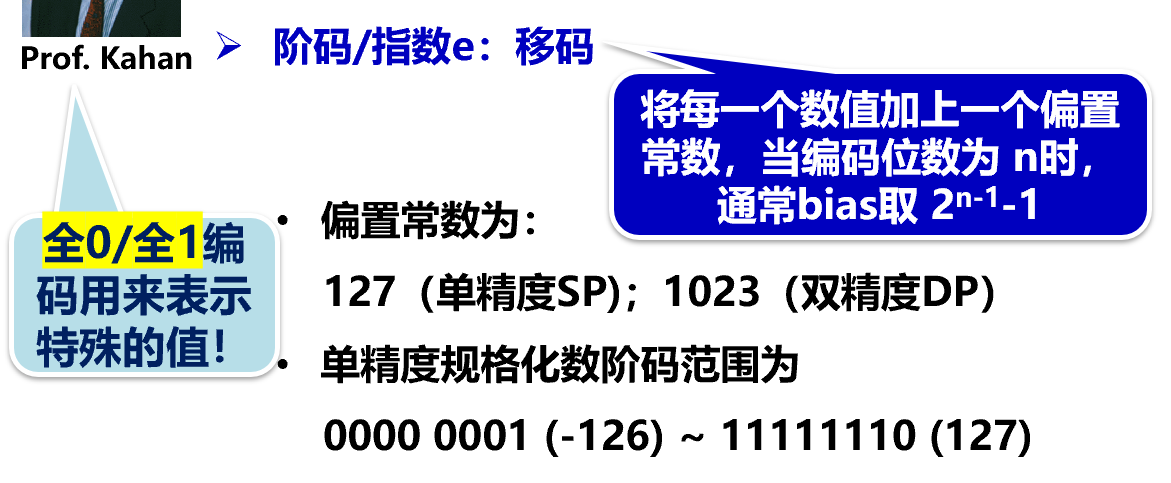 Prof. Kahan
➢ 阶码/指数e：移码
将每一个数值加上一个偏置
常数，当编码位数为 n时，
通常bias取 2ⁿ⁻¹-1
全0/全1编
码用来表示
特殊的值！
• 偏置常数为：
127（单精度SP）；1023（双精度DP）
• 单精度规格化数阶码范围为
0000 0001 (-126) ~ 11111110 (127)